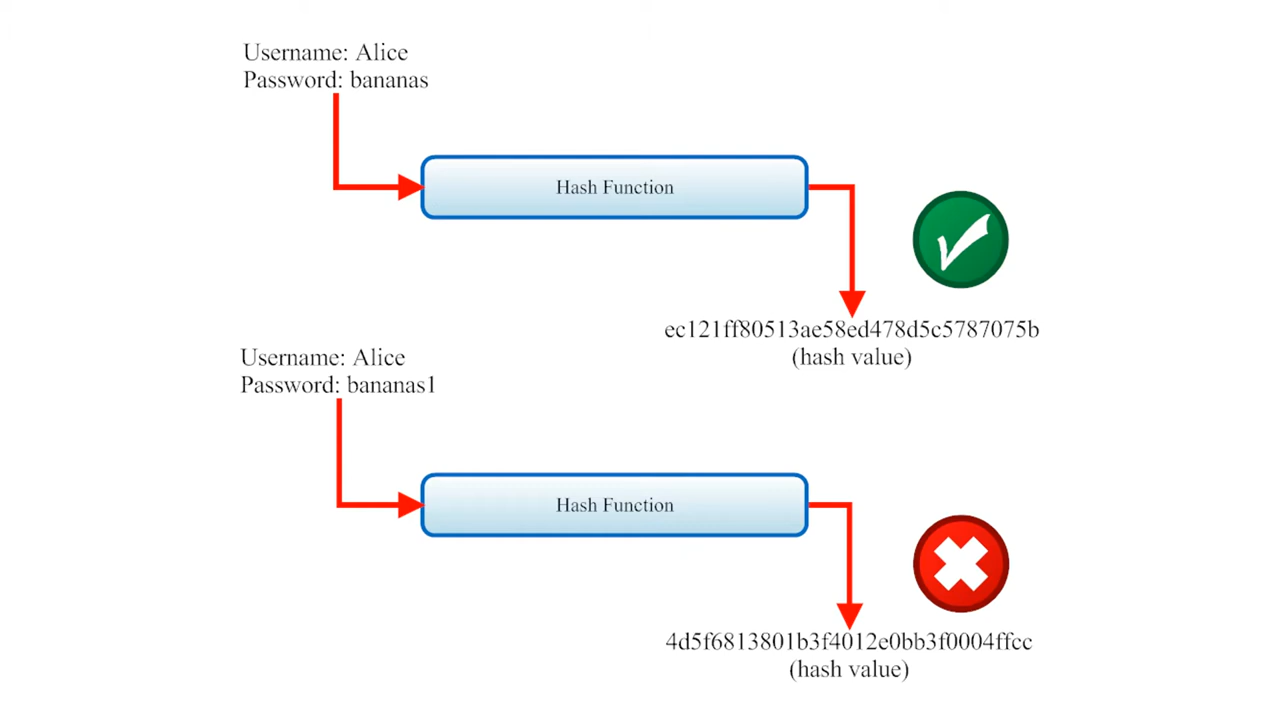 Username: Alice
Password: bananas
Hash Function
ec121ff80513ae58ed478d5c5787075b
(hash value)
Username: Alice
Password: bananas1
Hash Function
4d5f6813801b3f4012e0bb3f0004ffcc
(hash value)